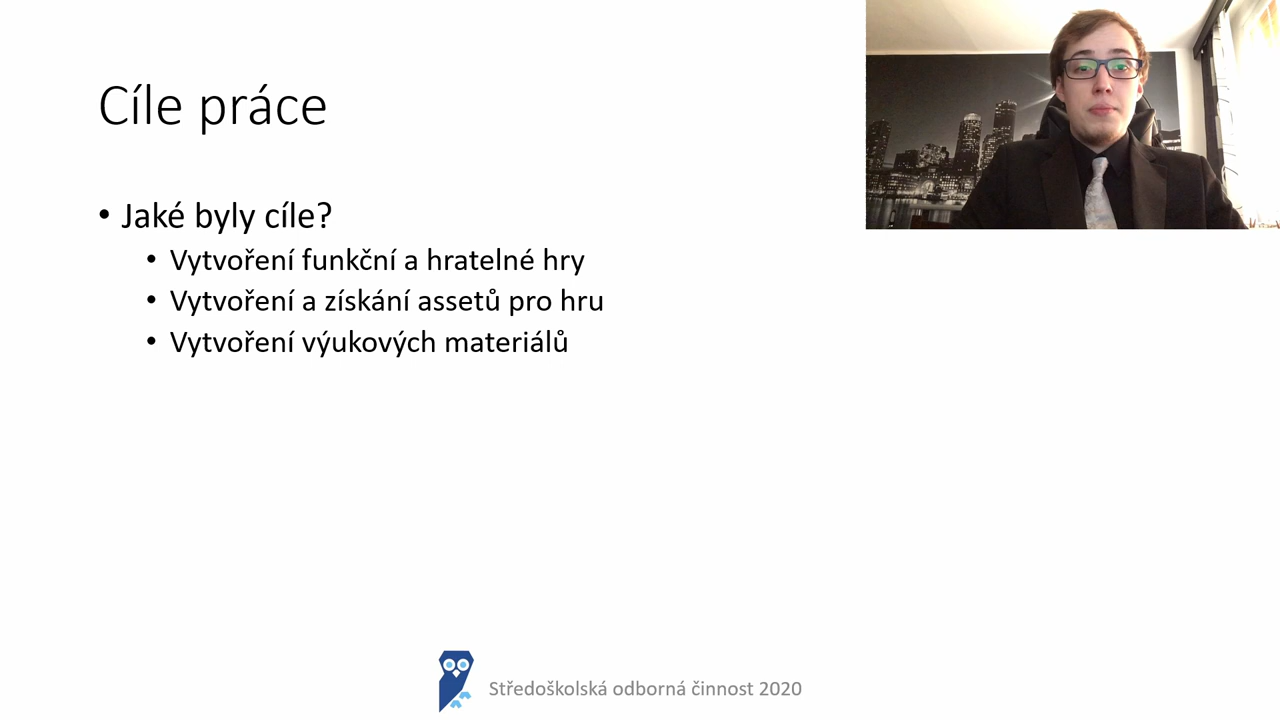 Cíle práce
• Jaké byly cíle?
• Vytvoření funkční a hratelné hry
• Vytvoření a získání assetů pro hru
• Vytvoření výukových materiálů
Středoškolská odborná činnost 2020